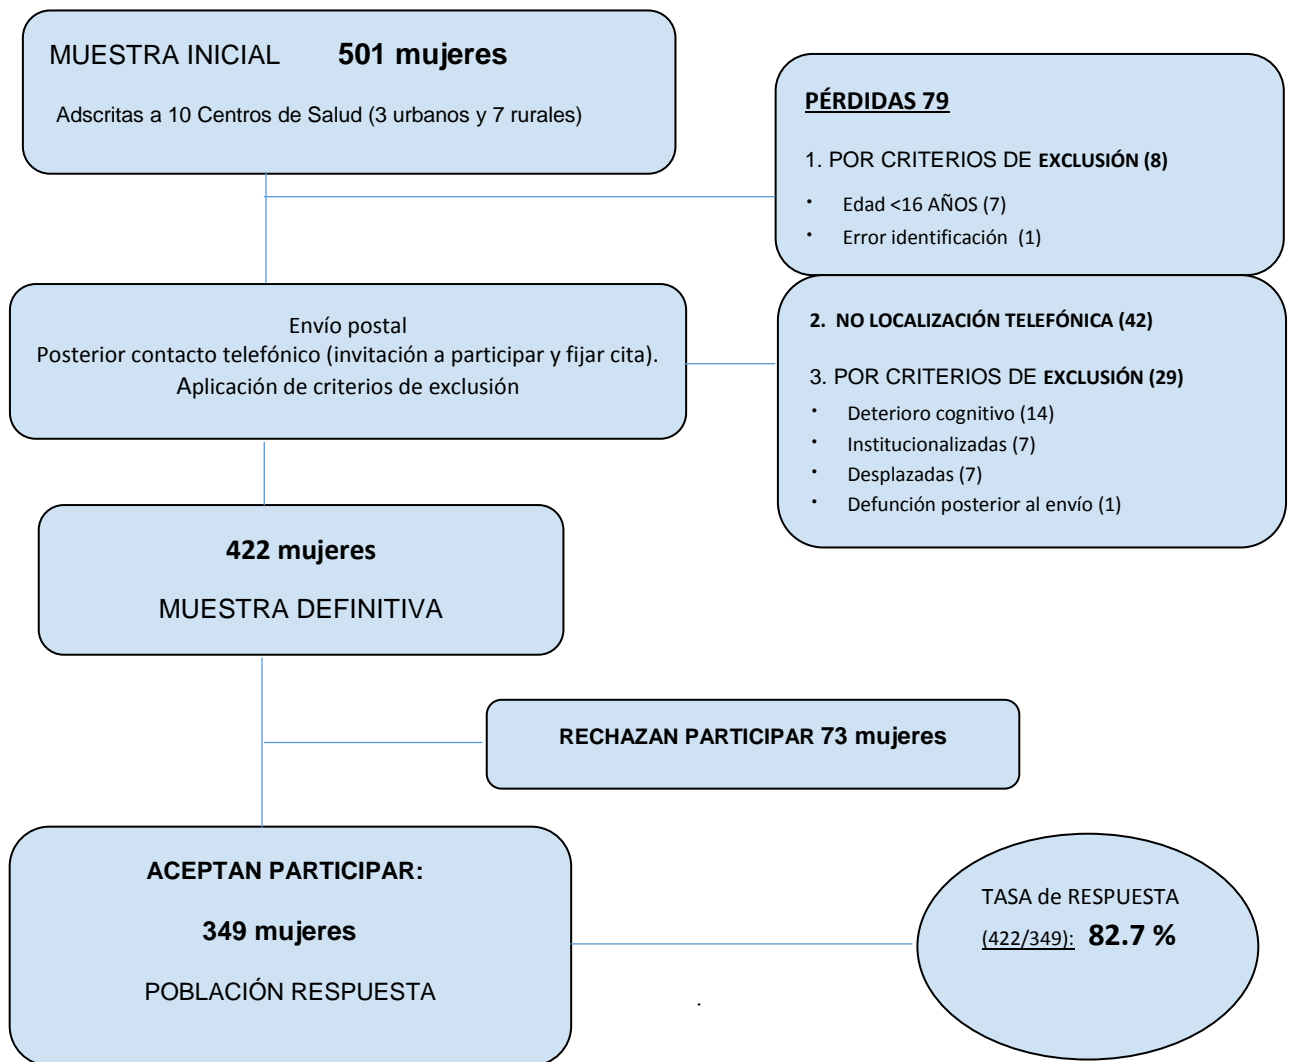 MUESTRA INICIAL 501 mujeres
Adscritas a 10 Centros de Salud (3 urbanos y 7 rurales)
PÉRDIDAS 79
1. POR CRITERIOS DE EXCLUSIÓN (8)
· Edad <16 AÑOS (7)
· Error identificación (1)
Envío postal
Posterior contacto telefónico (invitación a participar y fijar cita).
Aplicación de criterios de exclusión
2. NO LOCALIZACIÓN TELEFÓNICA (42)
3. POR CRITERIOS DE EXCLUSIÓN (29)
· Deterioro cognitivo (14)
· Institucionalizadas (7)
· Desplazadas (7)
· Defunción posterior al envío (1)
422 mujeres
MUESTRA DEFINITIVA
RECHAZAN PARTICIPAR 73 mujeres
ACEPTAN PARTICIPAR:
349 mujeres
POBLACIÓN RESPUESTA
TASA de RESPUESTA
(422/349): 82.7 %
.